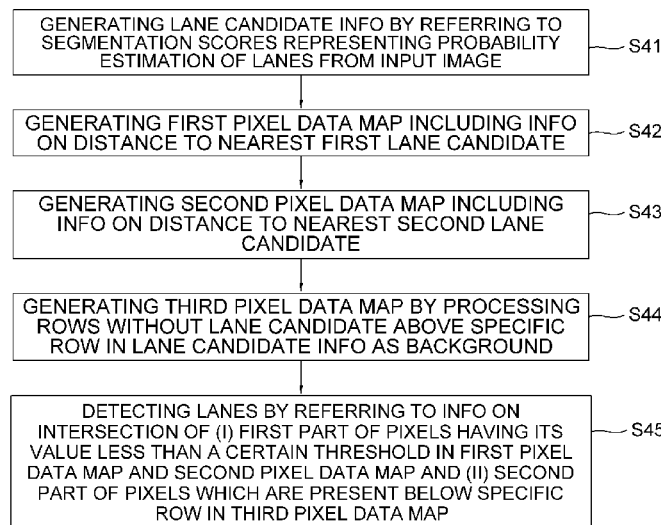 GENERATING LANE CANDIDATE INFO BY REFERRING TO
SEGMENTATION SCORES REPRESENTING PROBABILITY
ESTIMATION OF LANES FROM INPUT IMAGE
S41
GENERATING FIRST PIXEL DATA MAP INCLUDING INFO
ON DISTANCE TO NEAREST FIRST LANE CANDIDATE
S42
GENERATING SECOND PIXEL DATA MAP INCLUDING
INFO ON DISTANCE TO NEAREST SECOND LANE
CANDIDATE
S43
GENERATING THIRD PIXEL DATA MAP BY PROCESSING
ROWS WITHOUT LANE CANDIDATE ABOVE SPECIFIC
ROW IN LANE CANDIDATE INFO AS BACKGROUND
S44
DETECTING LANES BY REFERRING TO INFO ON
INTERSECTION OF (I) FIRST PART OF PIXELS HAVING ITS
VALUE LESS THAN A CERTAIN THRESHOLD IN FIRST PIXEL
DATA MAP AND SECOND PIXEL DATA MAP AND (II) SECOND
PART OF PIXELS WHICH ARE PRESENT BELOW SPECIFIC
ROW IN THIRD PIXEL DATA MAP
S45